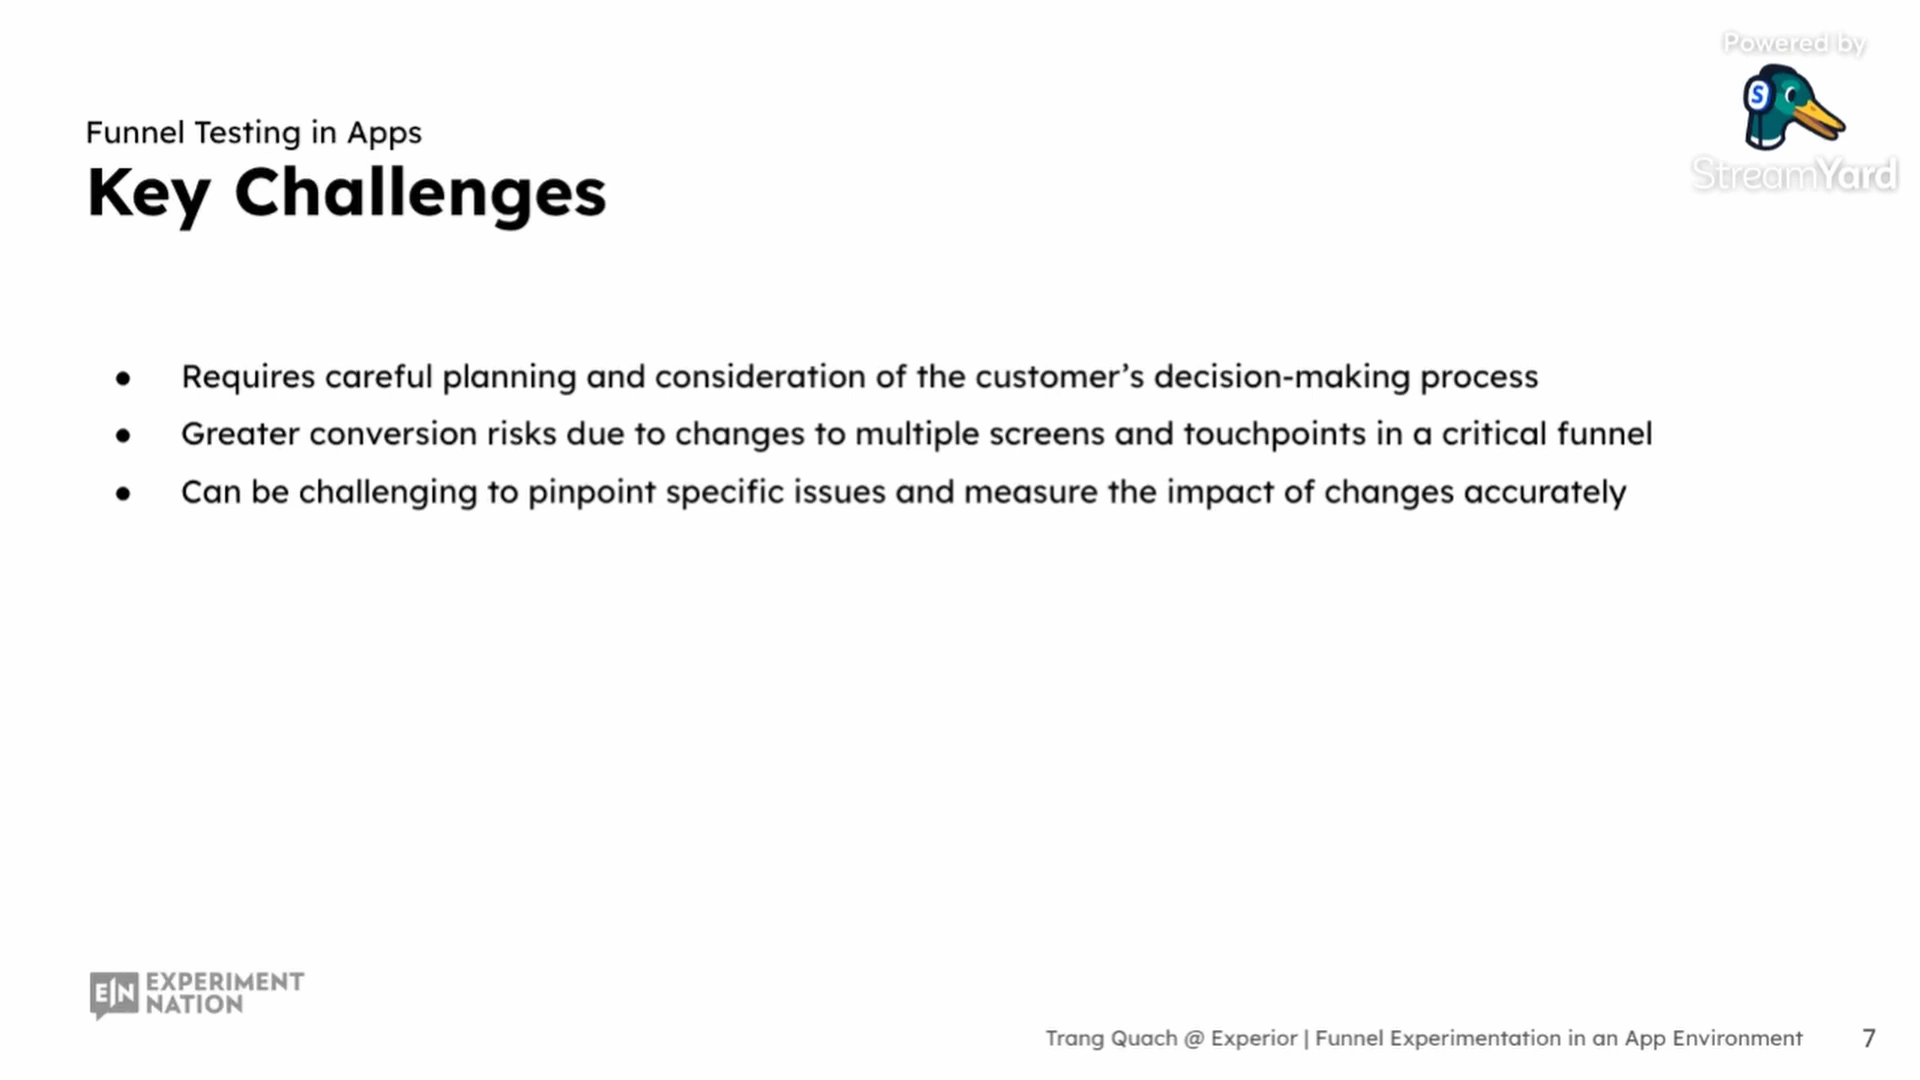 Powered by
S
StreamYard
Funnel Testing in Apps
Key Challenges
● Requires careful planning and consideration of the customer’s decision-making process
● Greater conversion risks due to changes to multiple screens and touchpoints in a critical funnel
● Can be challenging to pinpoint specific issues and measure the impact of changes accurately
E|N EXPERIMENT
NATION
Trang Quach @ Experior | Funnel Experimentation in an App Environment 7